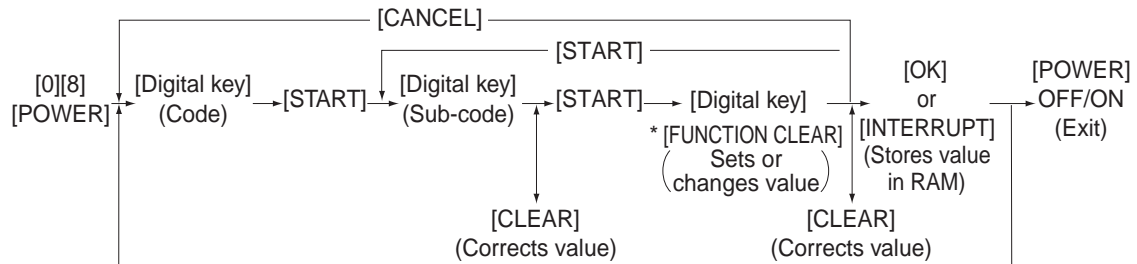 [CANCEL]
[START]
[0][8]
[POWER]
[Digital key]
(Code)
[START]
[Digital key]
(Sub-code)
[START]
[Digital key]
* [FUNCTION CLEAR]
(Sets or
changes value)
[OK]
or
[INTERRUPT]
(Stores value
in RAM)
[POWER]
OFF/ON
(Exit)
[CLEAR]
(Corrects value)
[CLEAR]
(Corrects value)